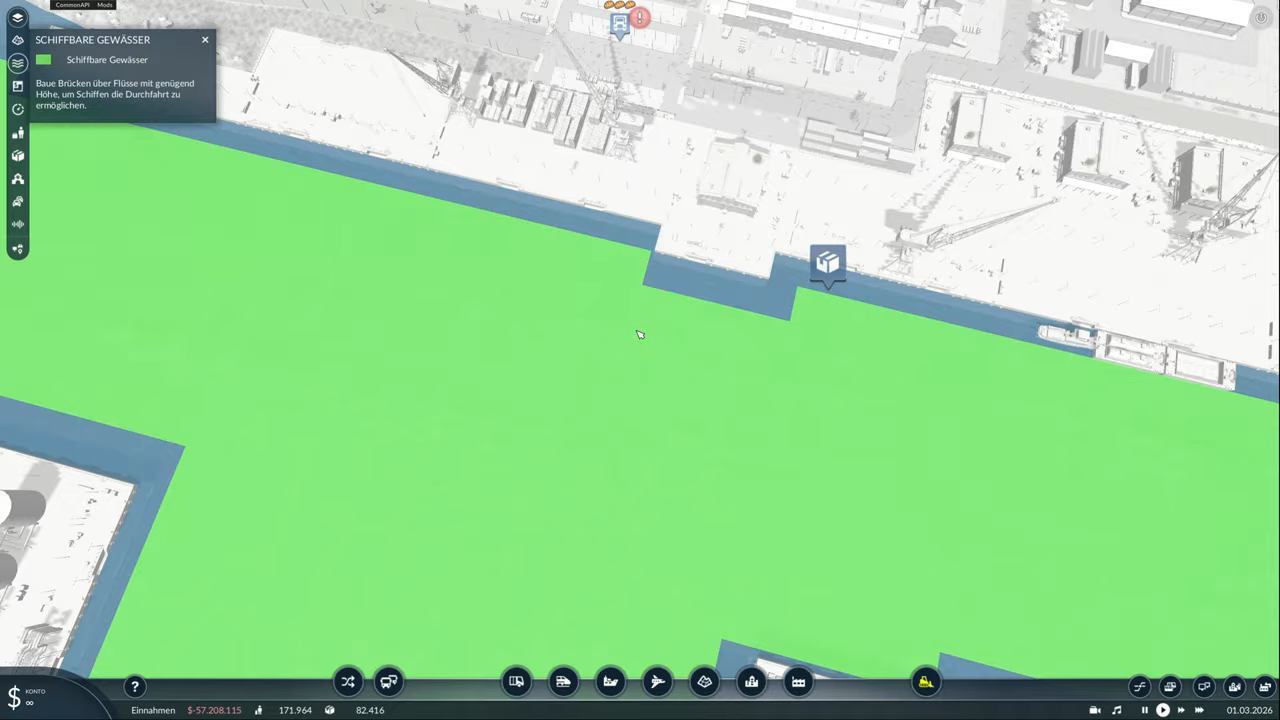 CommonAPI Mods
SCHIFFBARE GEWÄSSER
Schiffbare Gewässer
Baue Brücken über Flüsse mit genügend
Höhe, um Schiffen die Durchfahrt zu
ermöglichen.
KONTO
$ ∞
Einnahmen $-57.208.115 171.964 82.416 01.03.2026